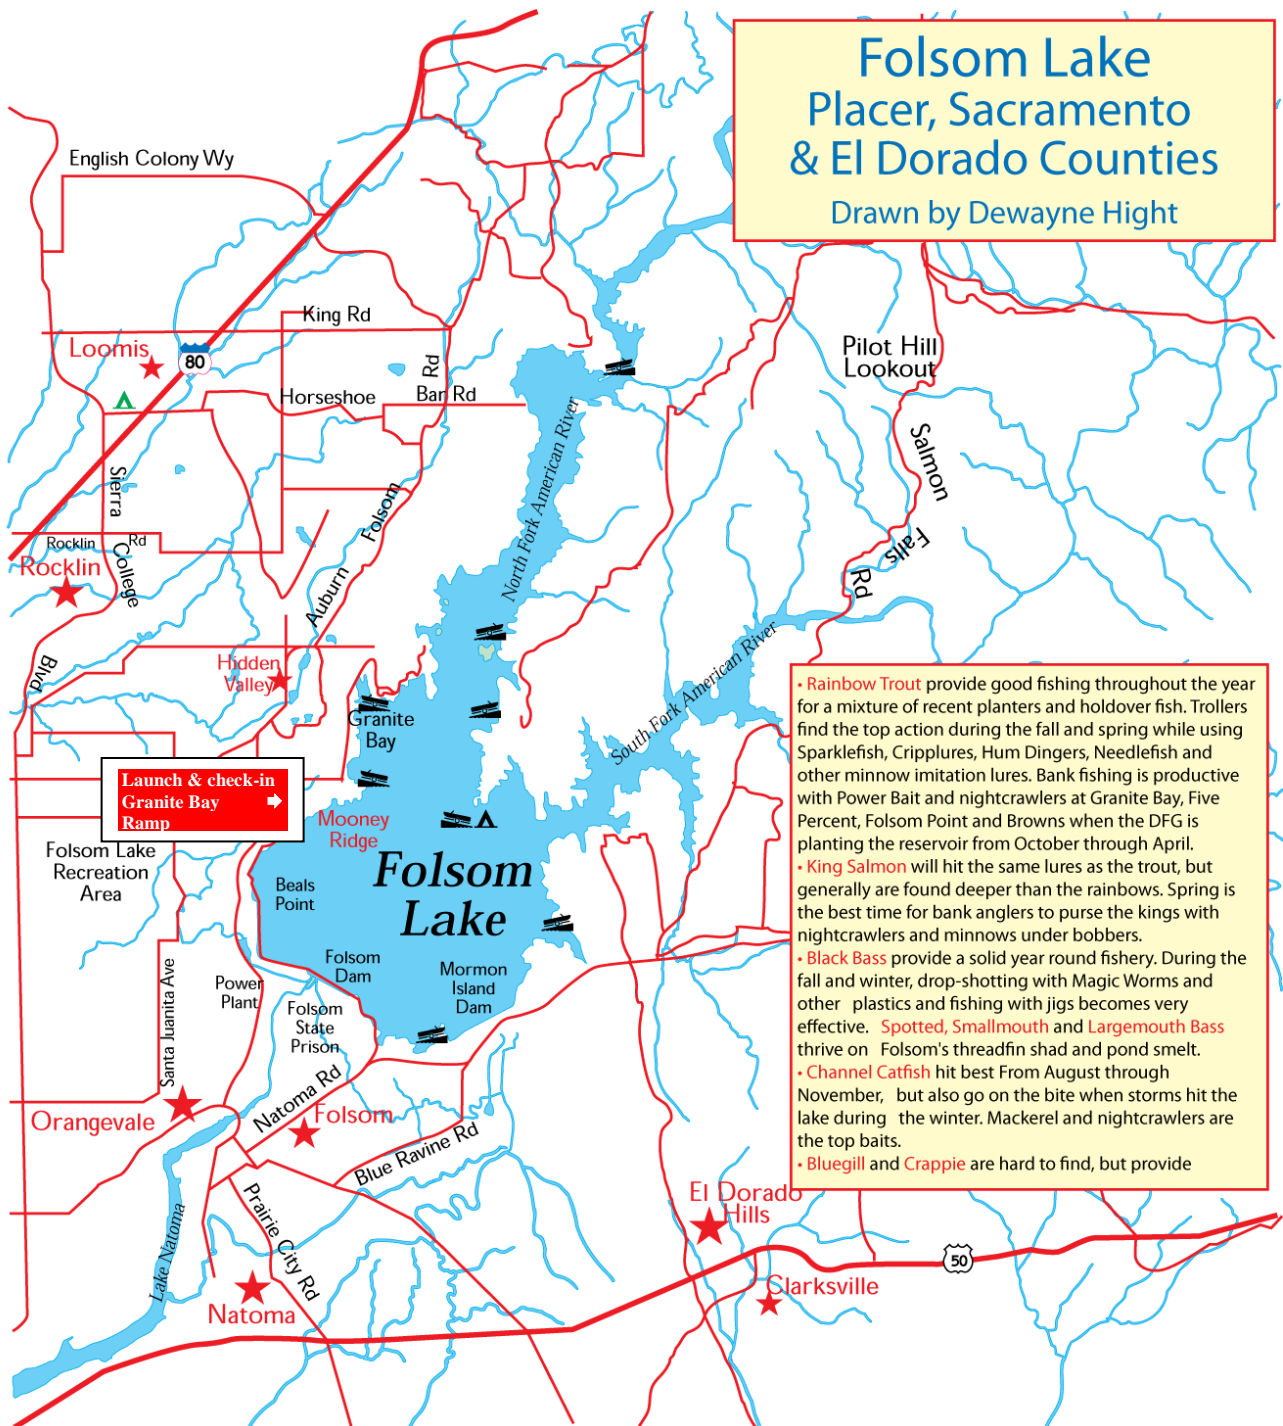 Folsom Lake
Placer, Sacramento
& El Dorado Counties
Drawn by Dewayne Hight
English Colony Wy
King Rd
Loomis
80
Pilot Hill
Lookout
Rd
Horseshoe
Bar Rd
North Fork American River
Salmon
Falls
Rd
Sierra
College
Blvd
Rocklin
Rd
Rocklin
Auburn
Folsom
Hidden
Valley
South Fork American River
Granite
Bay
Launch & check-in
Granite Bay
Ramp
Mooney
Ridge
Folsom Lake
Recreation
Area
Folsom
Lake
Beals
Point
Folsom
Dam
Mormon
Island
Dam
Power
Plant
Folsom
State
Prison
Santa Juanita Ave
Natoma Rd
Orangevale
Folsom
Blue Ravine Rd
Prairie City Rd
Lake Natoma
Natoma
El Dorado
Hills
50
Clarksville
• Rainbow Trout provide good fishing throughout the year
for a mixture of recent planters and holdover fish. Trollers
find the top action during the fall and spring while using
Sparklefish, Cripplures, Hum Dingers, Needlefish and
other minnow imitation lures. Bank fishing is productive
with Power Bait and nightcrawlers at Granite Bay, Five
Percent, Folsom Point and Browns when the DFG is
planting the reservoir from October through April.
• King Salmon will hit the same lures as the trout, but
generally are found deeper than the rainbows. Spring is
the best time for bank anglers to purse the kings with
nightcrawlers and minnows under bobbers.
• Black Bass provide a solid year round fishery. During the
fall and winter, drop-shotting with Magic Worms and
other plastics and fishing with jigs becomes very
effective. Spotted, Smallmouth and Largemouth Bass
thrive on Folsom's threadfin shad and pond smelt.
• Channel Catfish hit best From August through
November, but also go on the bite when storms hit the
lake during the winter. Mackerel and nightcrawlers are
the top baits.
• Bluegill and Crappie are hard to find, but provide